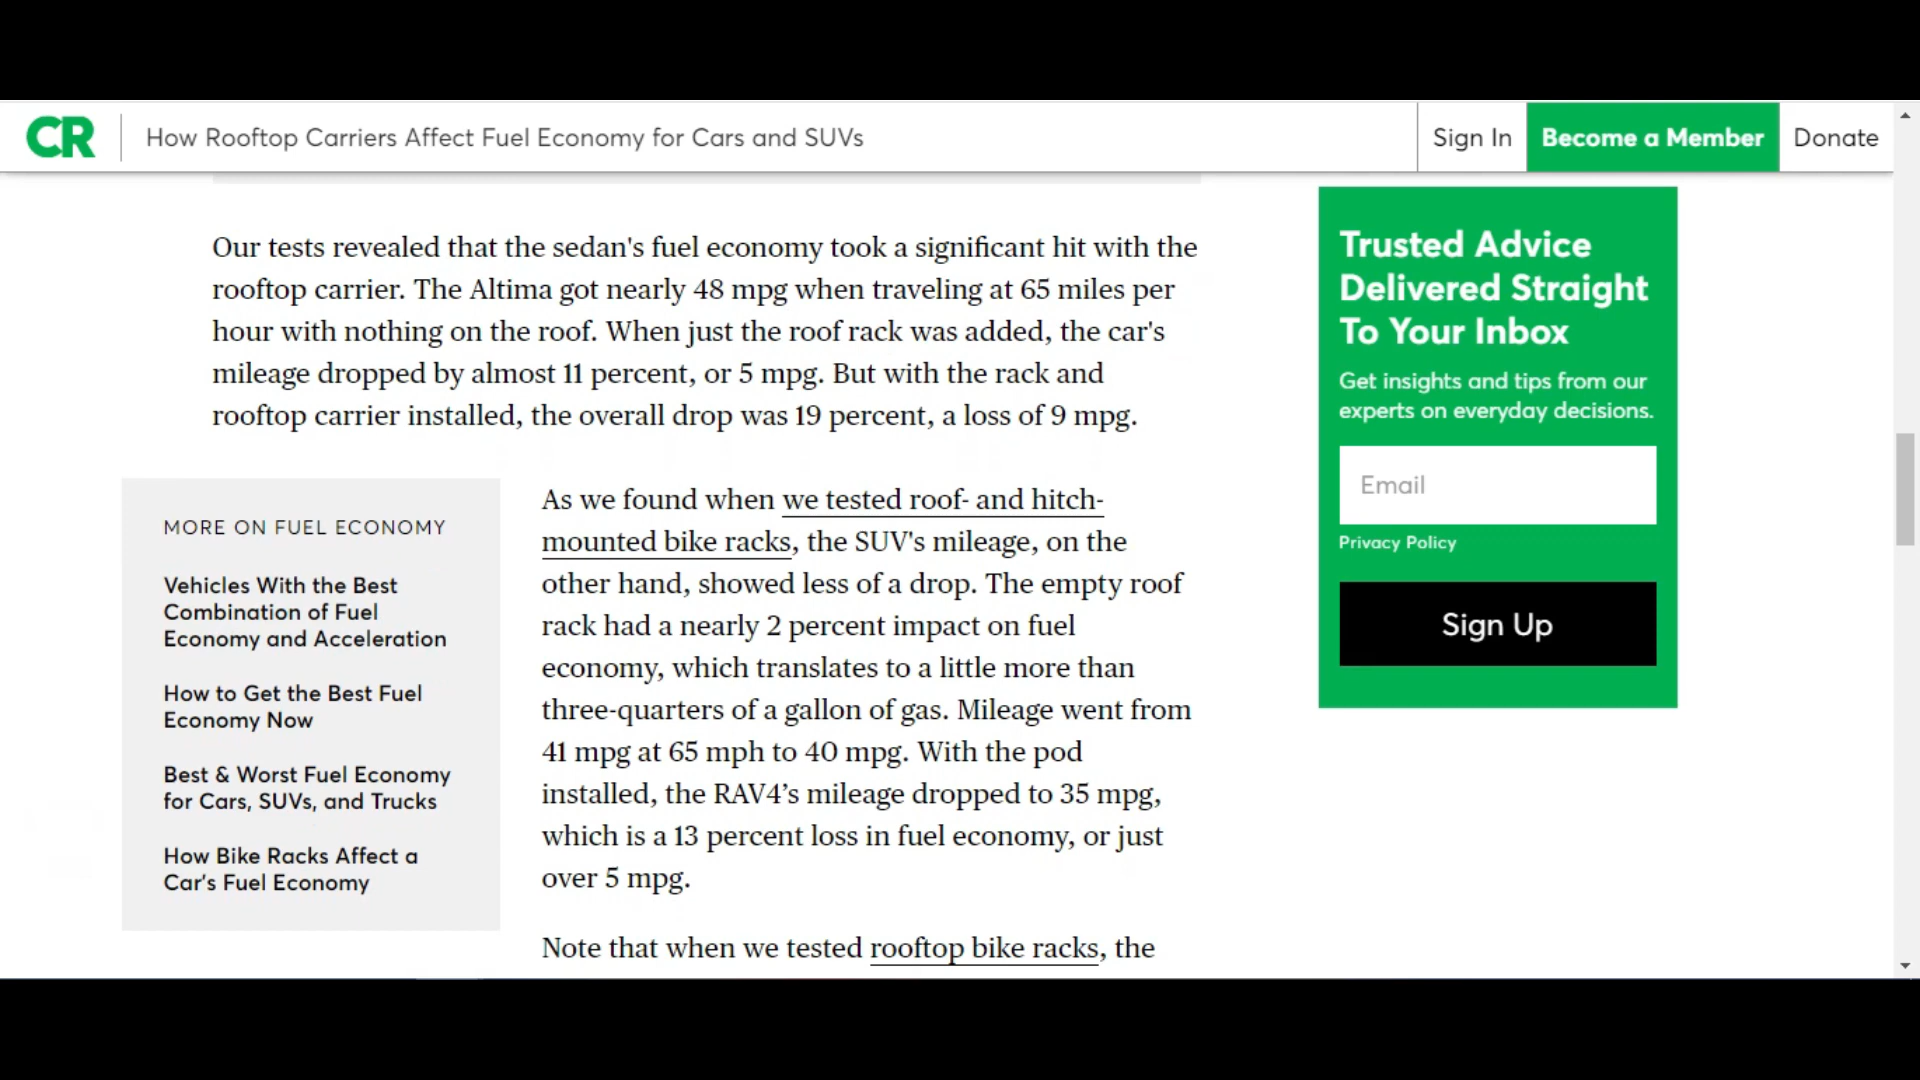 CR
How Rooftop Carriers Affect Fuel Economy for Cars and SUVs
Sign In
Become a Member
Donate
Our tests revealed that the sedan's fuel economy took a significant hit with the
rooftop carrier. The Altima got nearly 48 mpg when traveling at 65 miles per
hour with nothing on the roof. When just the roof rack was added, the car's
mileage dropped by almost 11 percent, or 5 mpg. But with the rack and
rooftop carrier installed, the overall drop was 19 percent, a loss of 9 mpg.
MORE ON FUEL ECONOMY
Vehicles With the Best
Combination of Fuel
Economy and Acceleration
How to Get the Best Fuel
Economy Now
Best & Worst Fuel Economy
for Cars, SUVs, and Trucks
How Bike Racks Affect a
Car's Fuel Economy
As we found when we tested roof- and hitch-
mounted bike racks, the SUV's mileage, on the
other hand, showed less of a drop. The empty roof
rack had a nearly 2 percent impact on fuel
economy, which translates to a little more than
three-quarters of a gallon of gas. Mileage went from
41 mpg at 65 mph to 40 mpg. With the pod
installed, the RAV4’s mileage dropped to 35 mpg,
which is a 13 percent loss in fuel economy, or just
over 5 mpg.
Note that when we tested rooftop bike racks, the
Trusted Advice
Delivered Straight
To Your Inbox
Get insights and tips from our
experts on everyday decisions.
Email
Privacy Policy
Sign Up